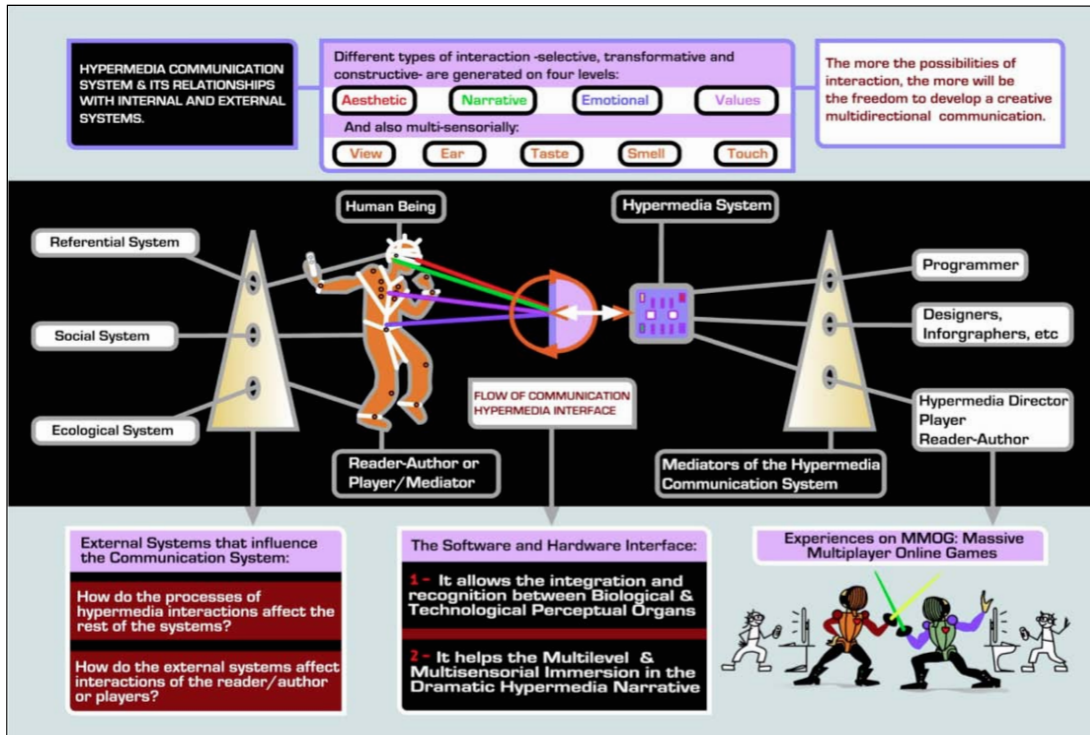 HYPERMEDIA COMMUNICATION
SYSTEM & ITS RELATIONSHIPS
WITH INTERNAL AND EXTERNAL
SYSTEMS.
Different types of interaction -selective, transformative and
constructive- are generated on four levels:
Aesthetic
Narrative
Emotional
Values
And also multi-sensorially:
View
Ear
Taste
Smell
Touch
The more the possibilities of
interaction, the more will be
the freedom to develop a creative
multidirectional communication.
Human Being
Hypermedia System
Referential System
Social System
Ecological System
Programmer
Designers,
Inforgraphers, etc
Hypermedia Director
Player
Reader-Author
FLOW OF COMMUNICATION
HYPERMEDIA INTERFACE
Reader-Author or
Player/Mediator
Mediators of the Hypermedia
Communication System
External Systems that influence
the Communication System:
How do the processes of
hypermedia interactions affect the
rest of the systems?
How do the external systems affect
interactions of the reader/author
or players?
The Software and Hardware Interface:
1 - It allows the integration and
recognition between Biological &
Technological Perceptual Organs
2 - It helps the Multilevel &
Multisensorial Immersion in the
Dramatic Hypermedia Narrative
Experiences on MMOG: Massive
Multiplayer Online Games